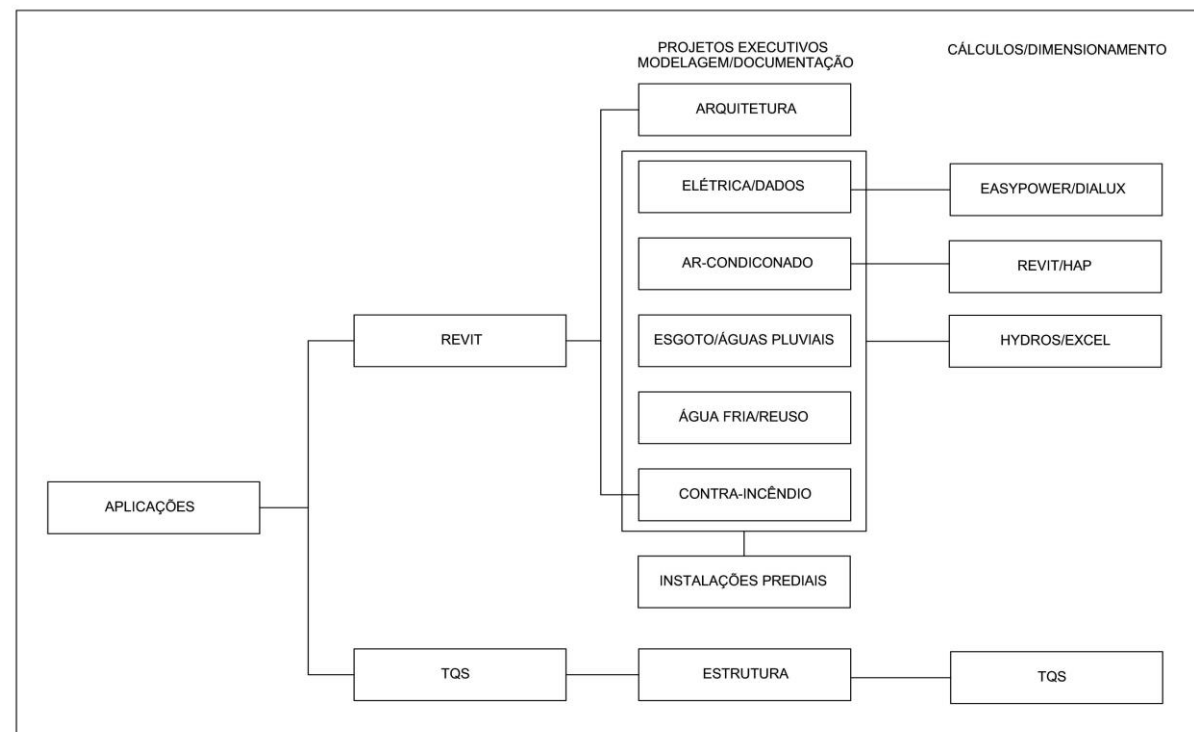 PROJETOS EXECUTIVOS
MODELAGEM/DOCUMENTAÇÃO
CÁLCULOS/DIMENSIONAMENTO
ARQUITETURA
ELÉTRICA/DADOS
EASYPOWER/DIALUX
AR-CONDICONADO
REVIT/HAP
REVIT
ESGOTO/ÁGUAS PLUVIAIS
HYDROS/EXCEL
ÁGUA FRIA/REUSO
APLICAÇÕES
CONTRA-INCÊNDIO
INSTALAÇÕES PREDIAIS
TQS
ESTRUTURA
TQS